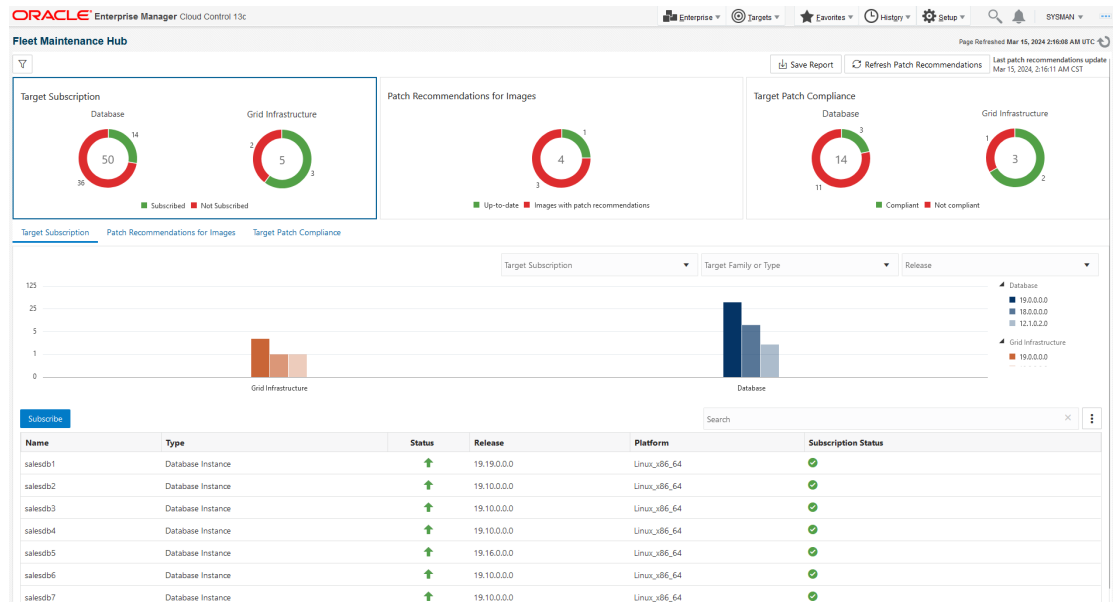 ORACLE Enterprise Manager Cloud Control 13c
Enterprise Targets Favorites History Setup SYSMAN
Fleet Maintenance Hub
Page Refreshed Mar 15, 2024 2:16:08 AM UTC
Save Report Refresh Patch Recommendations
Last patch recommendations update
Mar 15, 2024, 2:16:11 AM CST
Target Subscription
Database Grid Infrastructure
14
50
36
2
5
3
Subscribed Not Subscribed
Patch Recommendations for Images
1
4
3
Up-to-date Images with patch recommendations
Target Patch Compliance
Database Grid Infrastructure
3
14
11
1
3
2
Compliant Not compliant
Target Subscription Patch Recommendations for Images Target Patch Compliance
Target Subscription Target Family or Type Release
125
25
5
1
0
Grid Infrastructure Database
Database
19.0.0.0.0
18.0.0.0.0
12.1.0.2.0
Grid Infrastructure
19.0.0.0.0
Subscribe Search
Name Type Status Release Platform Subscription Status
salesdb1 Database Instance 19.19.0.0.0 Linux_x86_64
salesdb2 Database Instance 19.10.0.0.0 Linux_x86_64
salesdb3 Database Instance 19.10.0.0.0 Linux_x86_64
salesdb4 Database Instance 19.10.0.0.0 Linux_x86_64
salesdb5 Database Instance 19.16.0.0.0 Linux_x86_64
salesdb6 Database Instance 19.10.0.0.0 Linux_x86_64
salesdb7 Database Instance 19.10.0.0.0 Linux_x86_64